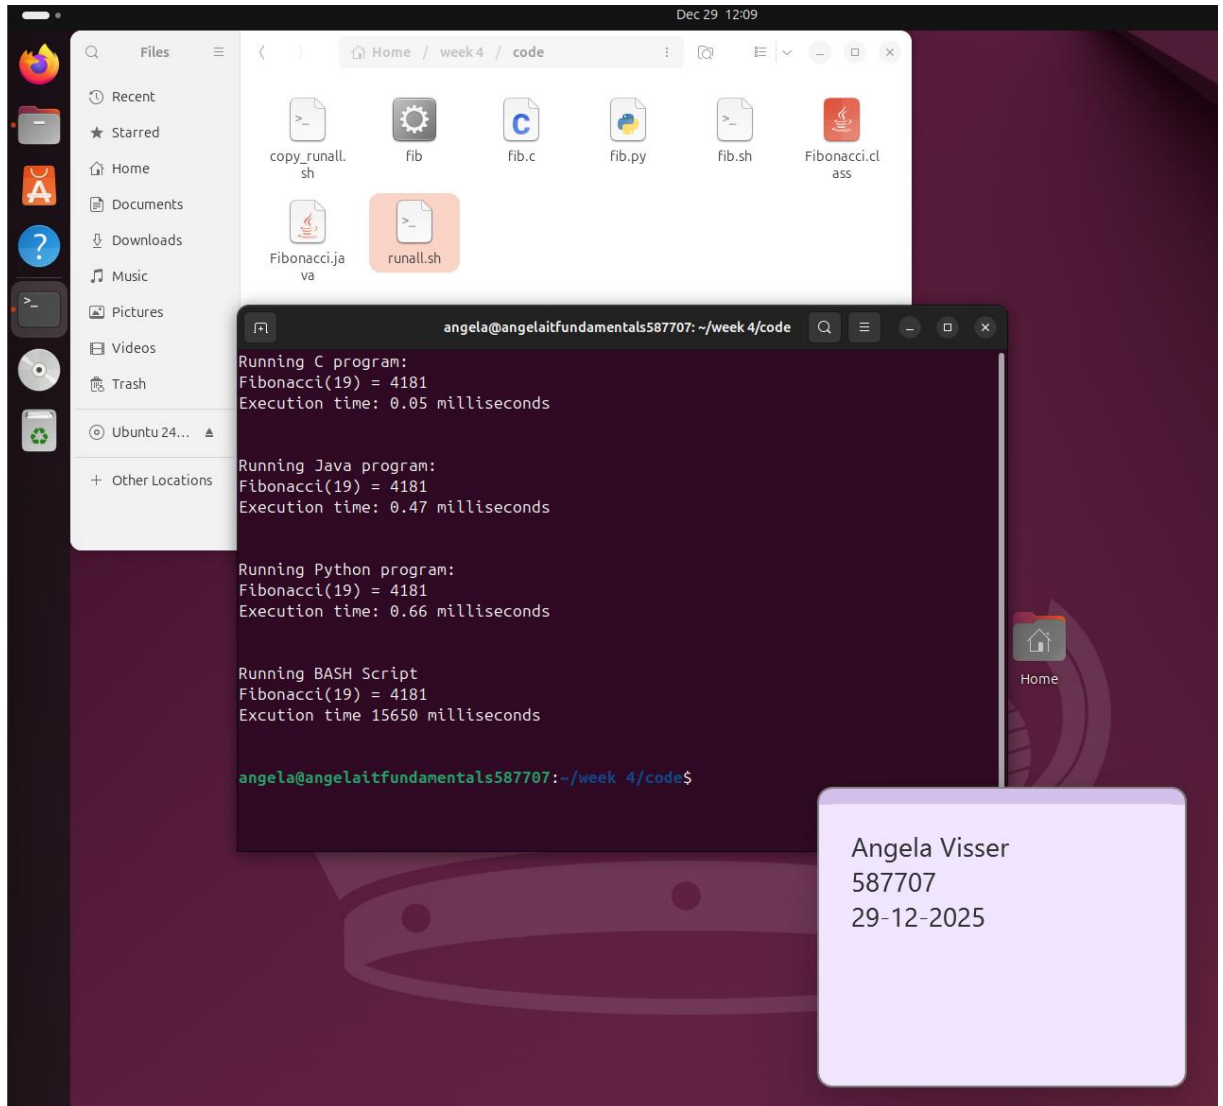 Dec 29 12:09
Files
Home / week 4 / code
Recent
Starred
Home
Documents
Downloads
Music
Pictures
Videos
Trash
Ubuntu 24...
+ Other Locations
copy_runall.
sh
fib
fib.c
fib.py
fib.sh
Fibonacci.cl
ass
Fibonacci.ja
va
runall.sh
angela@angelaitfundamentals587707: ~/week 4/code
Running C program:
Fibonacci(19) = 4181
Execution time: 0.05 milliseconds
Running Java program:
Fibonacci(19) = 4181
Execution time: 0.47 milliseconds
Running Python program:
Fibonacci(19) = 4181
Execution time: 0.66 milliseconds
Running BASH Script
Fibonacci(19) = 4181
Excution time 15650 milliseconds
angela@angelaitfundamentals587707:~/week 4/code$
Home
Angela Visser
587707
29-12-2025